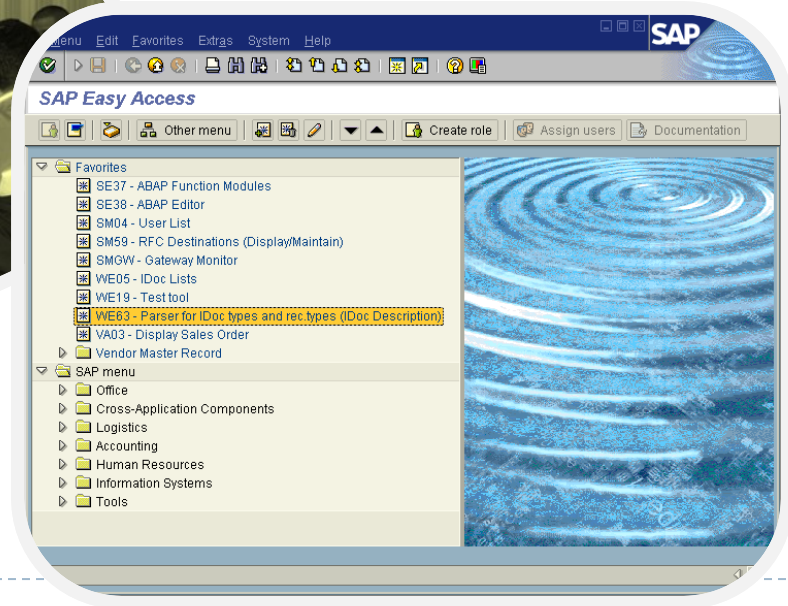 Menu Edit Favorites Extras System Help
SAP
SAP Easy Access
Other menu Create role Assign users Documentation
Favorites
SE37 - ABAP Function Modules
SE38 - ABAP Editor
SM04 - User List
SM59 - RFC Destinations (Display/Maintain)
SMGW - Gateway Monitor
WE05 - IDoc Lists
WE19 - Test tool
WE63 - Parser for IDoc types and rec.types (IDoc Description)
VA03 - Display Sales Order
Vendor Master Record
SAP menu
Office
Cross-Application Components
Logistics
Accounting
Human Resources
Information Systems
Tools